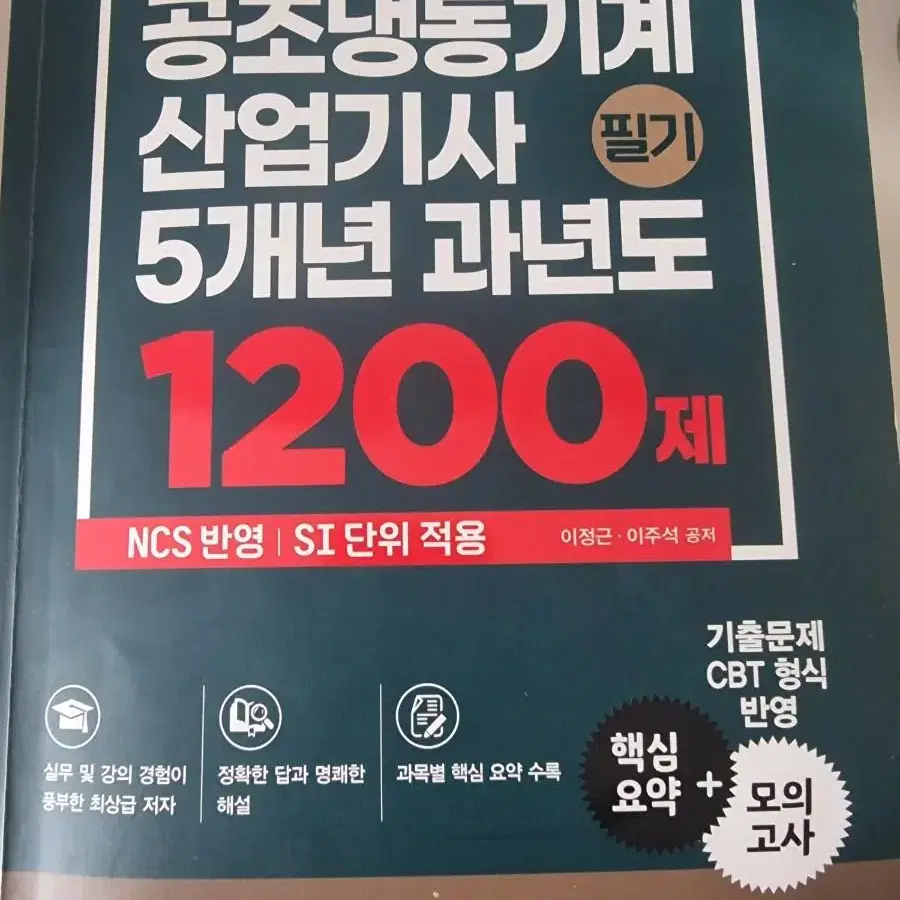 공조냉동기계
산업기사 필기
5개년 과년도
1200제
NCS 반영 | SI 단위 적용
이정근 · 이주석 공저
기출문제
CBT 형식
반영
핵심
요약
+
모의
고사
실무 및 강의 경험이
풍부한 최상급 저자
정확한 답과 명쾌한
해설
과목별 핵심 요약 수록